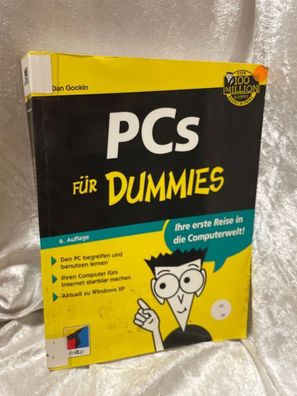 Dan Gookin
100
MILLION
PCs
FÜR DUMMIES
6. Auflage
Ihre erste Reise in
die Computerwelt!
Den PC begreifen und
benutzen lernen
Ihren Computer fürs
Internet startklar machen
Aktuell zu Windows XP
mitp